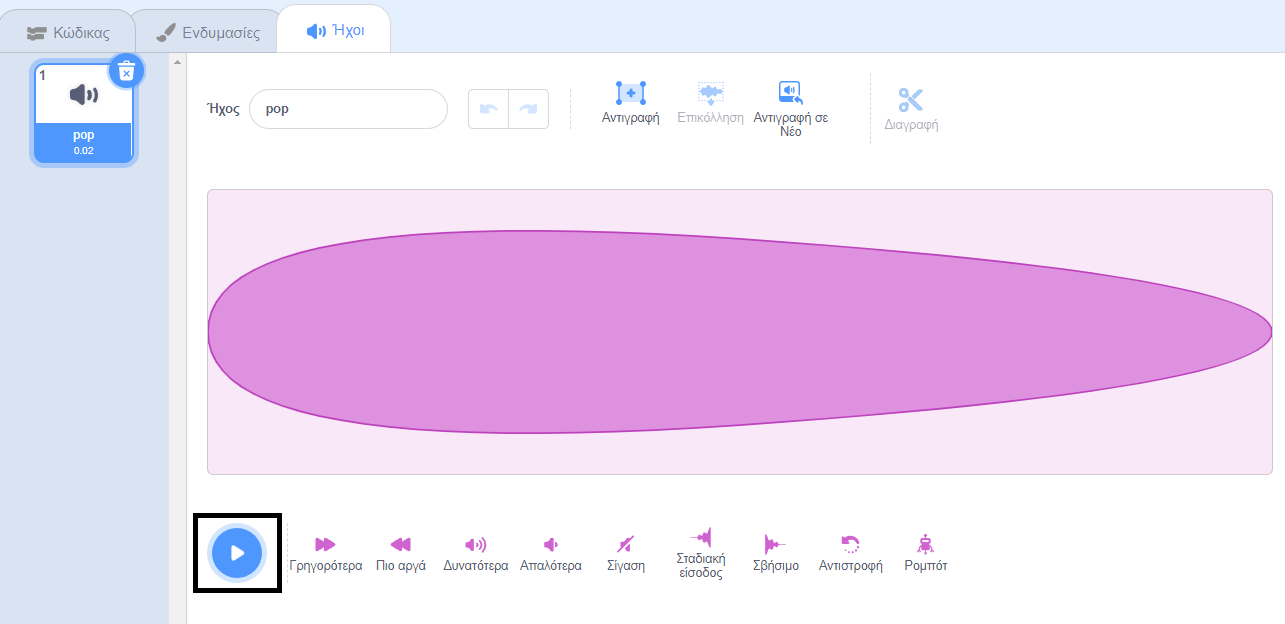 Κώδικας
Ενδυμασίες
Ήχοι
1
pop
0.02
Ήχος
pop
Αντιγραφή
Επικόλληση
Αντιγραφή σε
Νέο
Διαγραφή
Γρηγορότερα
Πιο αργά
Δυνατότερα
Απαλότερα
Σίγαση
Σταδιακή
είσοδος
Σβήσιμο
Αντιστροφή
Ρομπότ